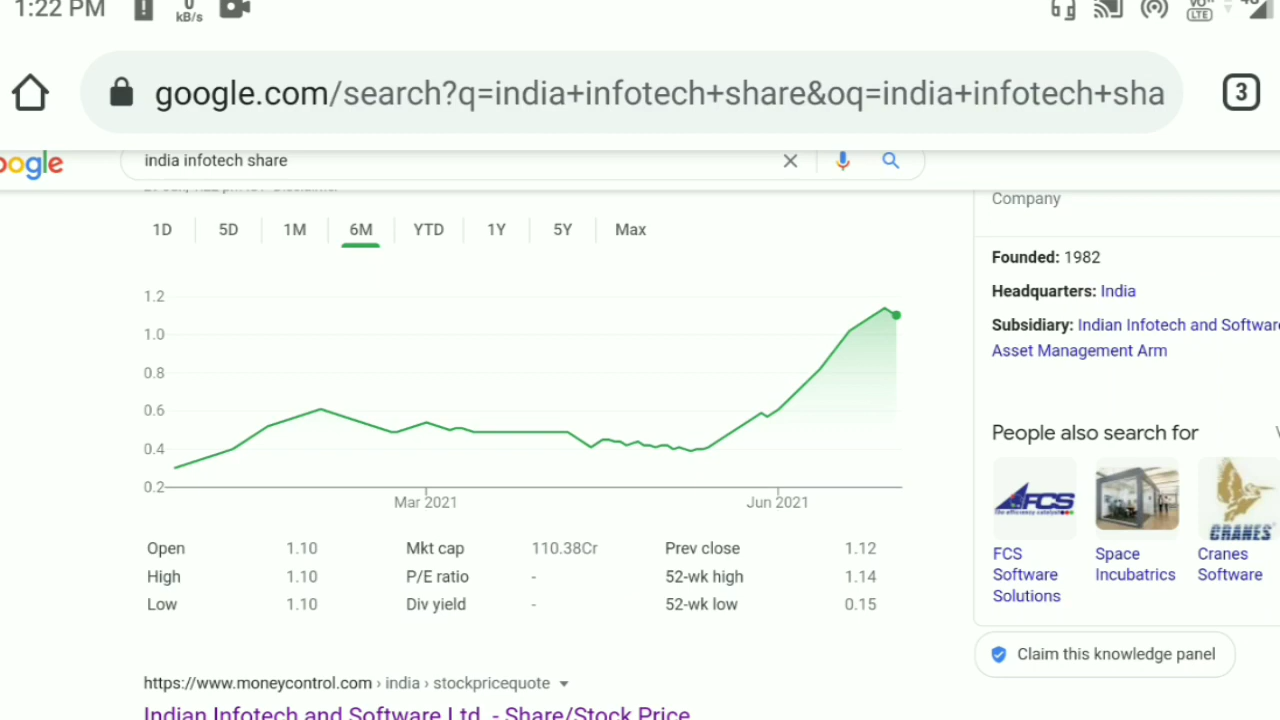 1:22 PM
0
kB/s
VO
LTE
google.com/search?q=india+infotech+share&oq=india+infotech+sha
3
oogle
india infotech share
1D
5D
1M
6M
YTD
1Y
5Y
Max
1.2
1.0
0.8
0.6
0.4
0.2
Mar 2021
Jun 2021
Open 1.10 Mkt cap 110.38Cr Prev close 1.12
High 1.10 P/E ratio - 52-wk high 1.14
Low 1.10 Div yield - 52-wk low 0.15
https://www.moneycontrol.com › india › stockpricequote
Indian Infotech and Software Ltd. - Share/Stock Price
Company
Founded: 1982
Headquarters: India
Subsidiary: Indian Infotech and Software
Asset Management Arm
People also search for
FCS
CRANES
FCS
Software
Solutions
Space
Incubatrics
Cranes
Software
Claim this knowledge panel